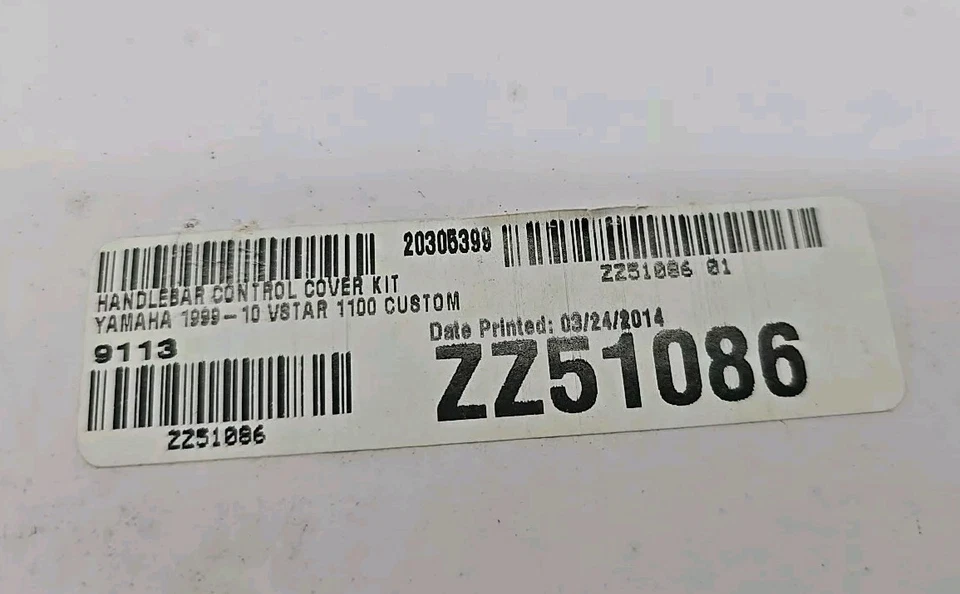 20305399
ZZ51086 01
HANDLEBAR CONTROL COVER KIT
YAMAHA 1999-10 VSTAR 1100 CUSTOM
Date Printed: 03/24/2014
9113
ZZ51086
ZZ51086